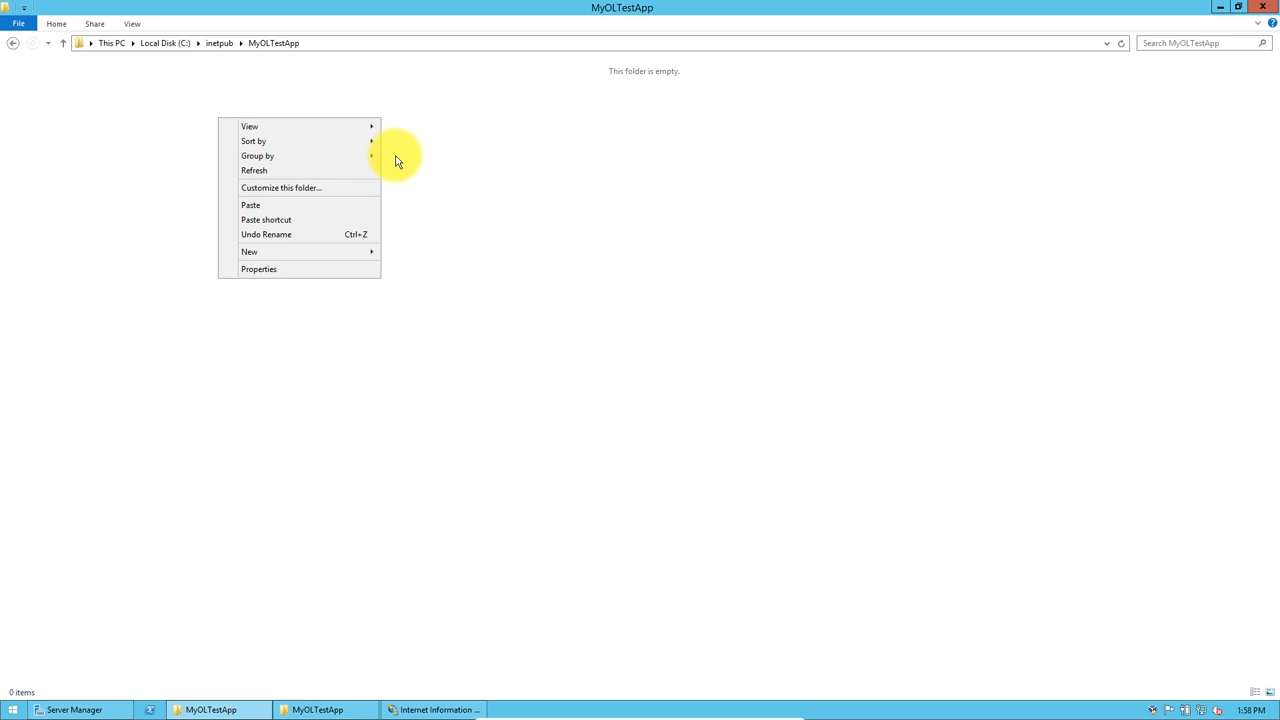 MyOLTestApp
File Home Share View
This PC Local Disk (C:) inetpub MyOLTestApp Search MyOLTestApp
This folder is empty.
View
Sort by
Group by
Refresh
Customize this folder...
Paste
Paste shortcut
Undo Rename Ctrl+Z
New
Properties
0 items
Server Manager MyOLTestApp MyOLTestApp Internet Information ... 1:58 PM